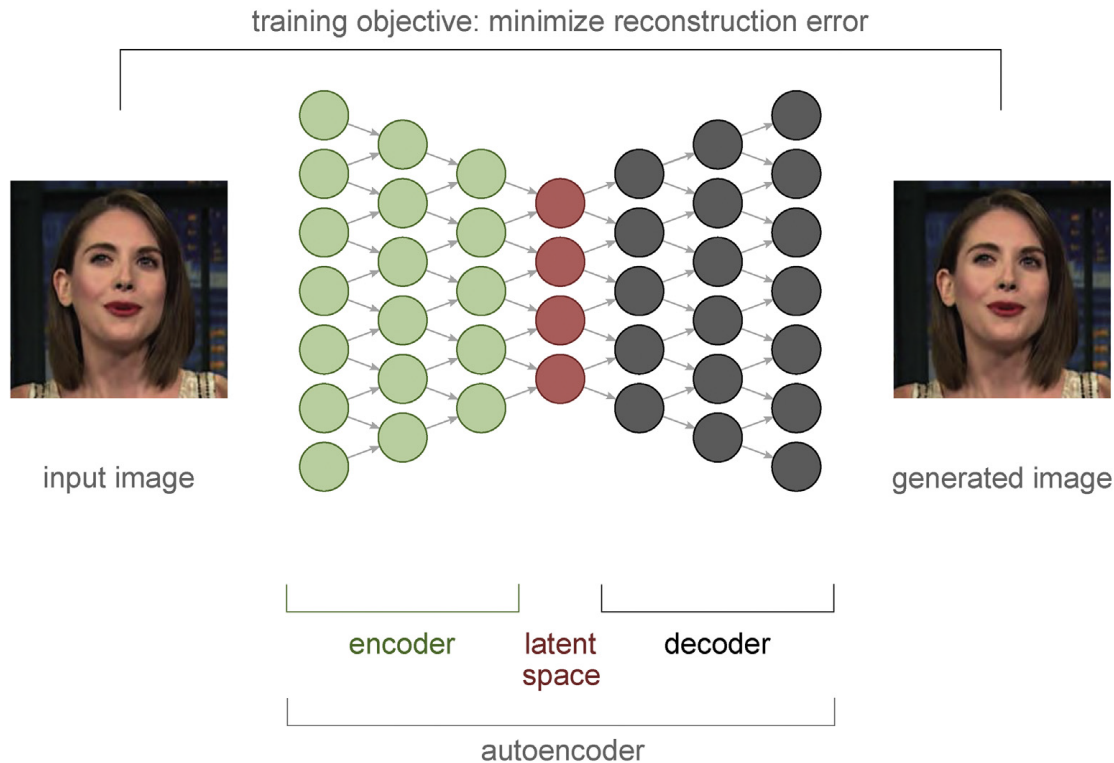 training objective: minimize reconstruction error
input image
generated image
encoder
latent
space
decoder
autoencoder